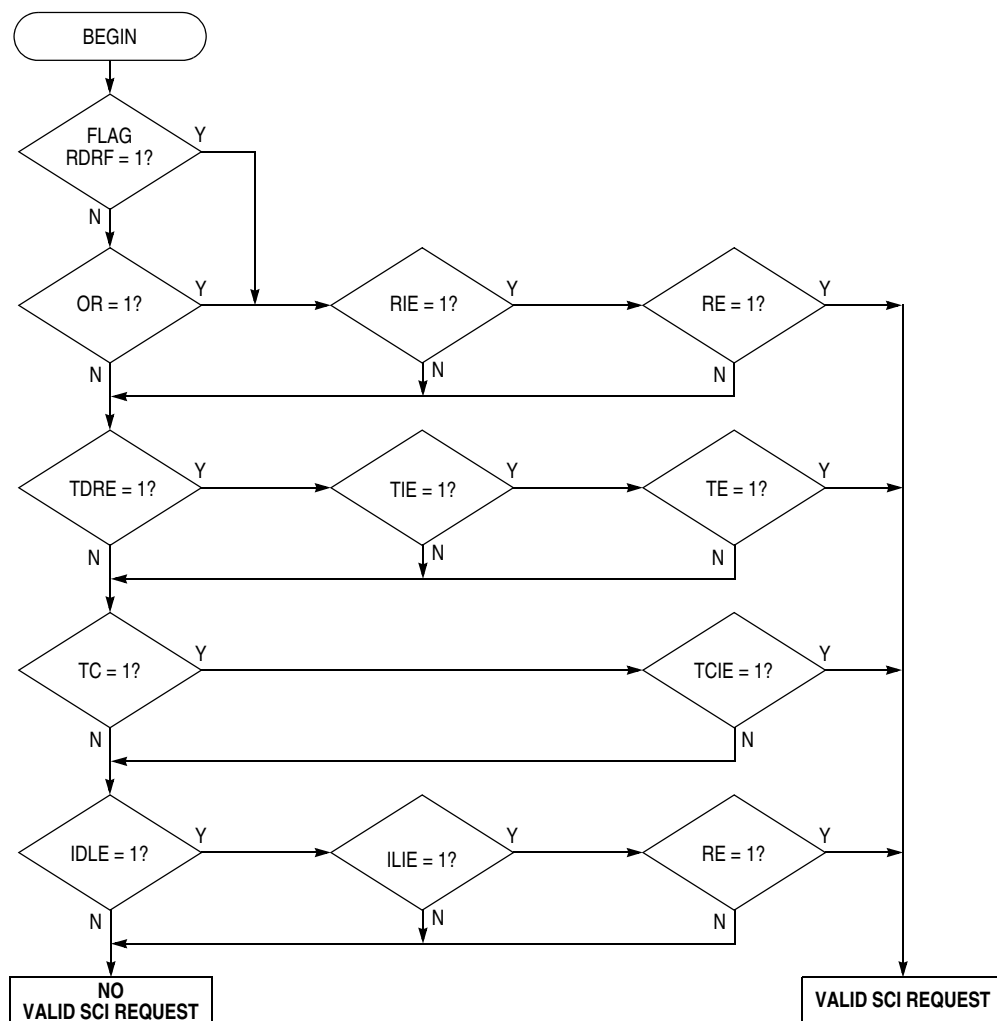 BEGIN
FLAG
RDRF = 1?
Y
N
OR = 1?
Y
N
RIE = 1?
Y
N
RE = 1?
Y
N
TDRE = 1?
Y
N
TIE = 1?
Y
N
TE = 1?
Y
N
TC = 1?
Y
N
TCIE = 1?
Y
N
IDLE = 1?
Y
N
ILIE = 1?
Y
N
RE = 1?
Y
N
NO
VALID SCI REQUEST
VALID SCI REQUEST